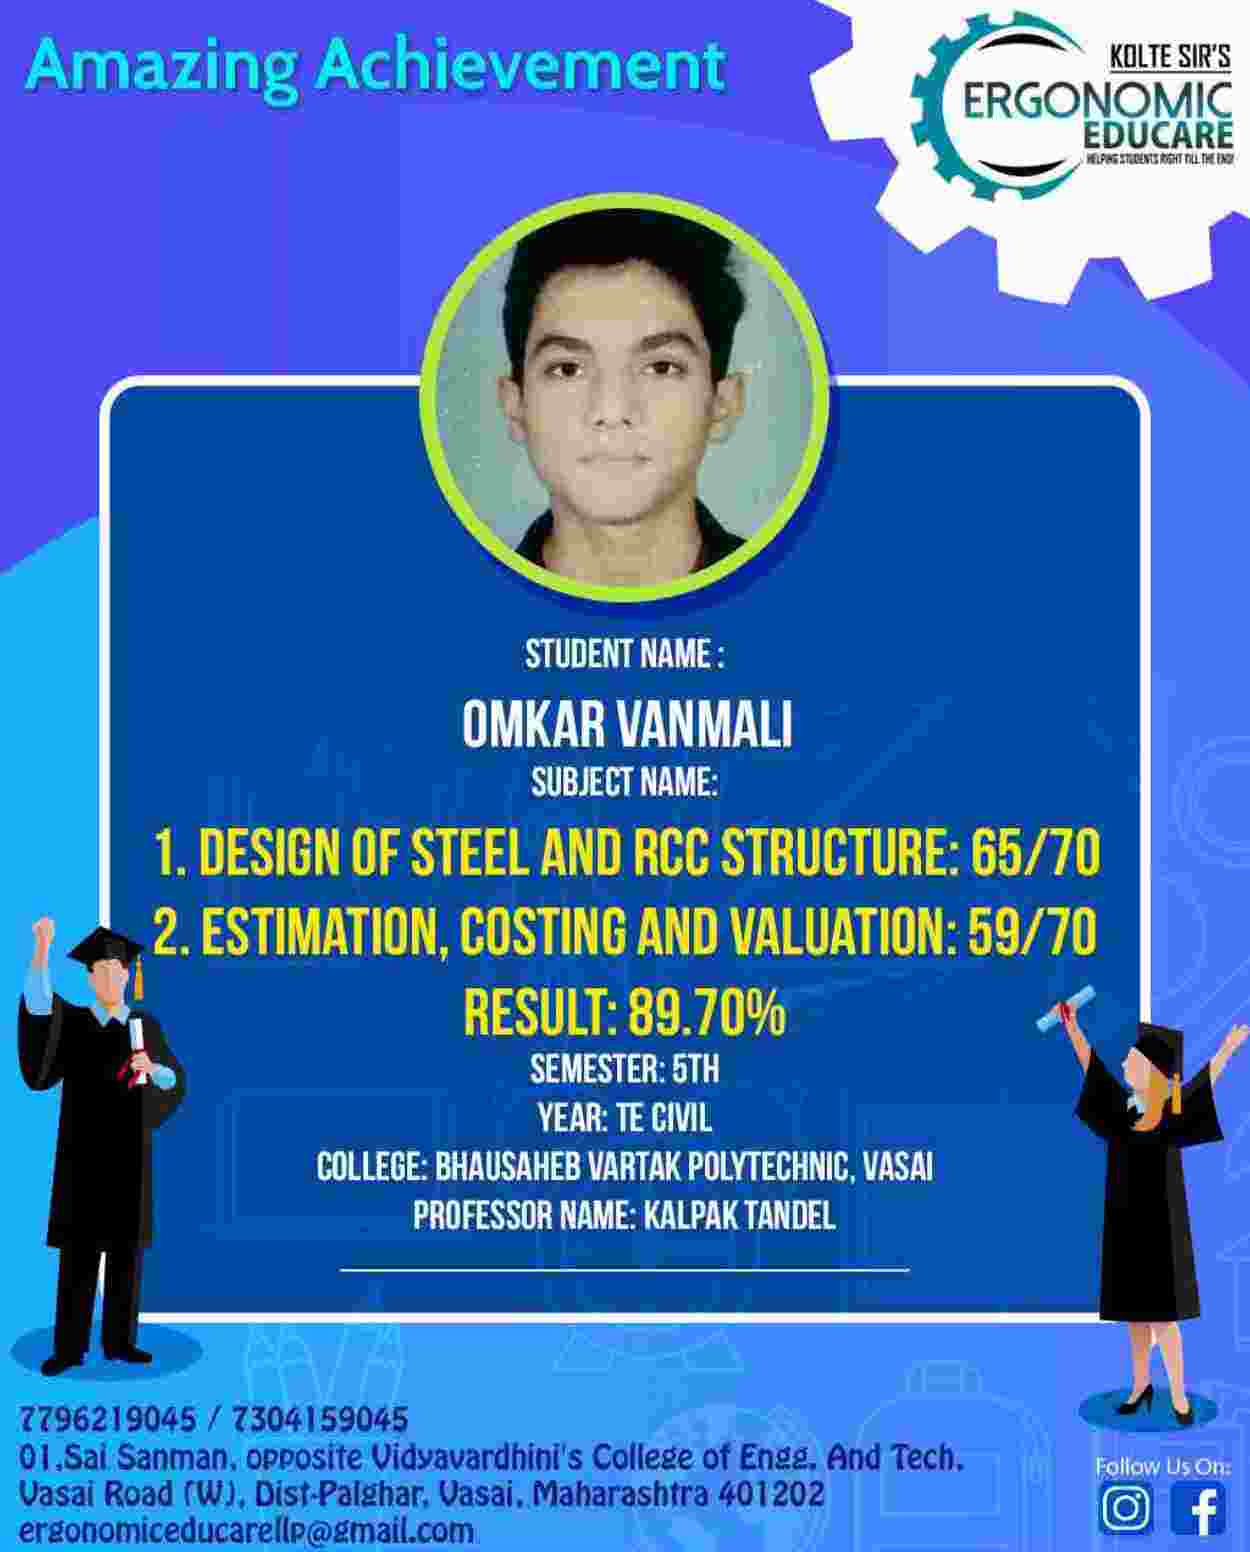 Amazing Achievement
KOLTE SIR'S
ERGONOMIC
EDUCARE
HELPING STUDENTS RIGHT TILL THE END!
STUDENT NAME :
OMKAR VANMALI
SUBJECT NAME:
1. DESIGN OF STEEL AND RCC STRUCTURE: 65/70
2. ESTIMATION, COSTING AND VALUATION: 59/70
RESULT: 89.70%
SEMESTER: 5TH
YEAR: TE CIVIL
COLLEGE: BHAUSAHEB VARTAK POLYTECHNIC, VASAI
PROFESSOR NAME: KALPAK TANDEL
7796219045 / 7304159045
01,Sai Sanman, opposite Vidyavardhini's College of Engg. And Tech,
Vasai Road (W), Dist-Palghar, Vasai, Maharashtra 401202
ergonomiceducarellp@gmail.com
Follow Us On: